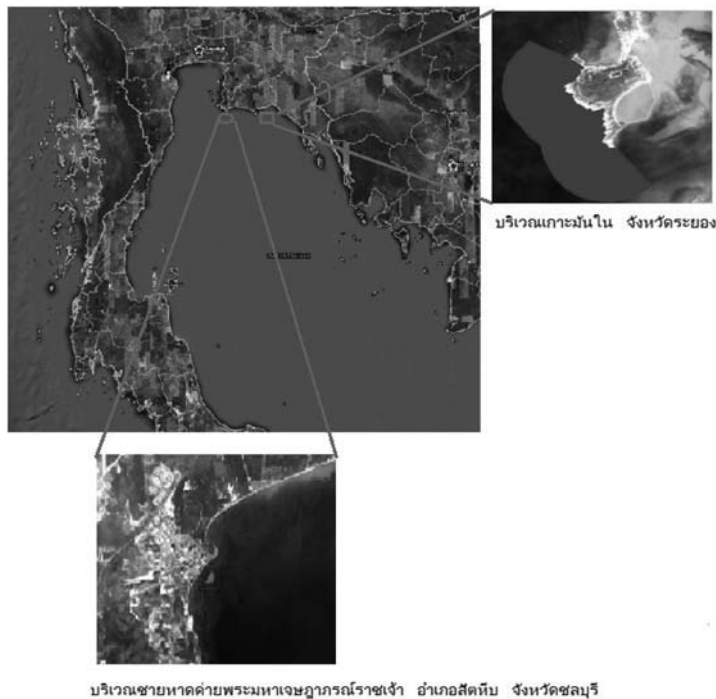 บริเวณเกาะมันใน จังหวัดระยอง
บริเวณชายหาดค่ายพระมหาเจษฎาภรณ์ราชเจ้า อำเภอสัตหีบ จังหวัดชลบุรี